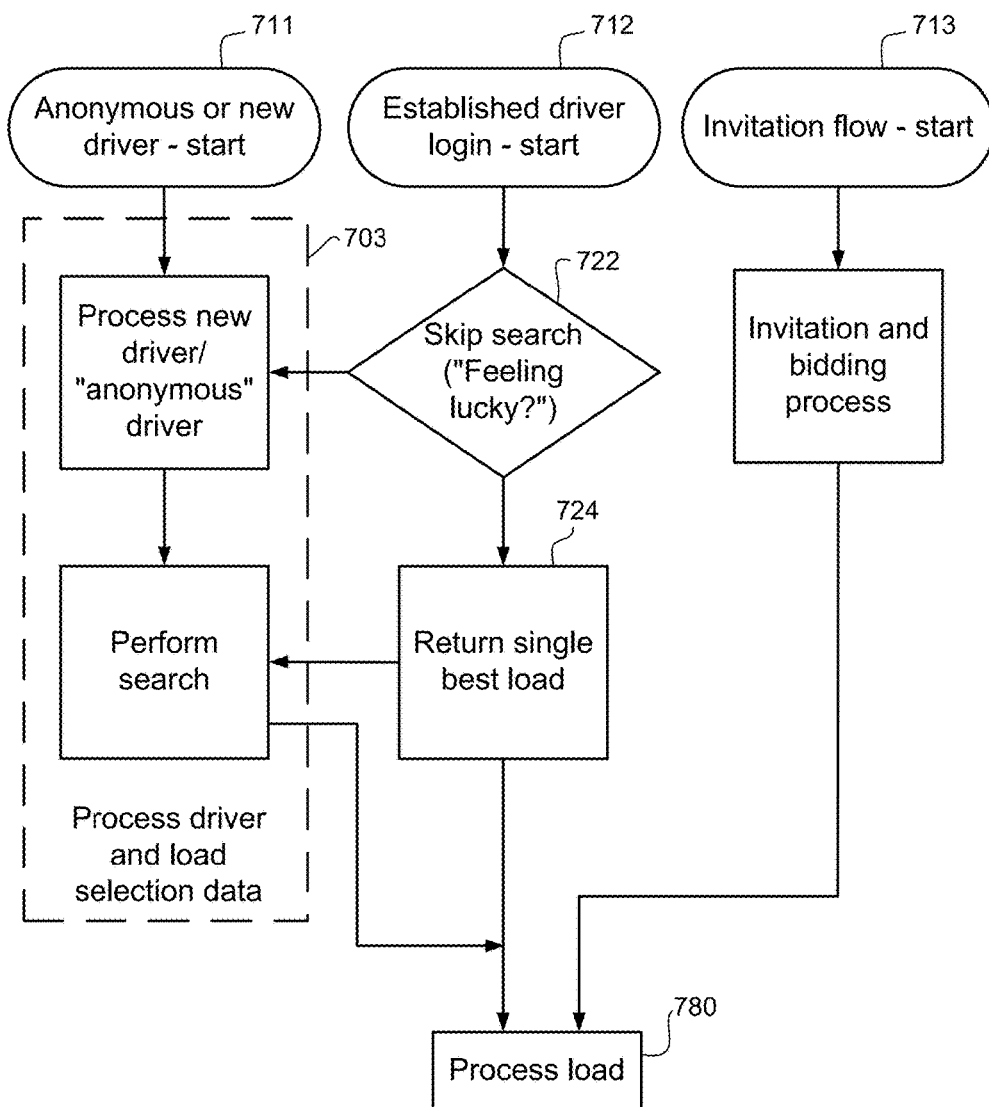 711
712
713
Anonymous or new
driver - start
Established driver
login - start
Invitation flow - start
703
722
Process new
driver/
"anonymous"
driver
Skip search
("Feeling
lucky?")
Invitation and
bidding
process
724
Perform
search
Return single
best load
Process driver
and load
selection data
780
Process load